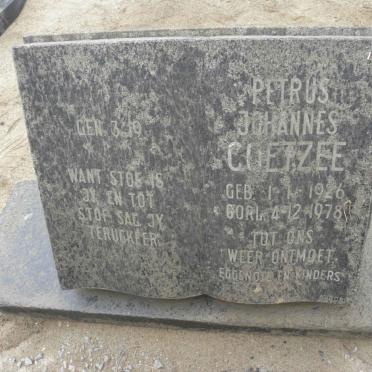 GEN 3:19
WANT STOF IS
JY EN TOT
STOF SAL JY
TERUGKEER
PETRUS
JOHANNES
COETZEE
GEB. 1-1-1926
OORL. 4-12-1978
TOT ONS
WEER ONTMOET.
EGGENOTE EN KINDERS